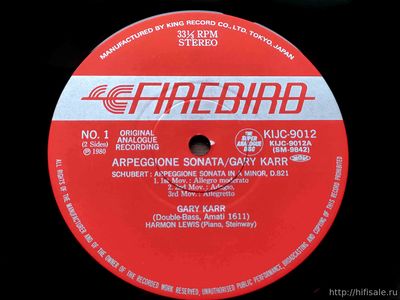 MANUFACTURED BY KING RECORD CO., LTD. TOKYO, JAPAN
33⅓ RPM
STEREO
FIREBIRD
NO. 1
(2 Sides)
Ⓟ 1980
ORIGINAL
ANALOGUE
RECORDING
THE
SUPER
ANALOGUE
DISC
KIJC-9012
KIJC-9012A
(SM-9842)
ARPEGGIONE SONATA/GARY KARR
SCHUBERT : ARPEGGIONE SONATA IN A MINOR, D.821
1. 1st Mov. : Allegro moderato
2. 2nd Mov. : Adagio,
3rd Mov. : Allegretto
GARY KARR
(Double-Bass, Amati 1611)
HARMON LEWIS (Piano, Steinway)
ALL RIGHTS OF THE MANUFACTURER AND OF THE OWNER OF THE RECORDED WORK RESERVED, UNAUTHORISED PUBLIC PERFORMANCE, BROADCASTING AND COPYING OF THIS RECORD PROHIBITED
http://hifisale.ru